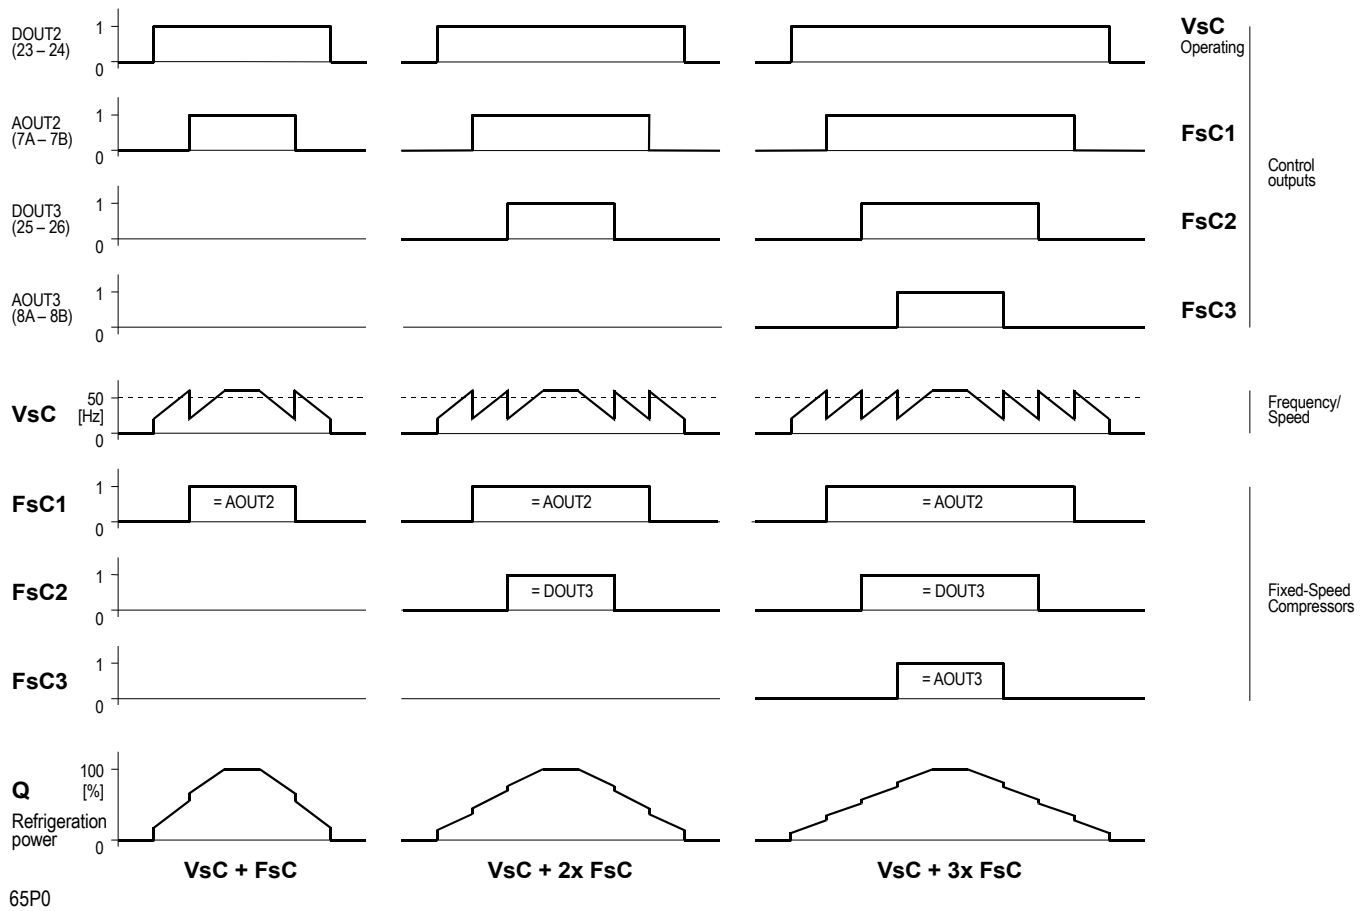 DOUT2
(23 – 24)
1
0
VsC
Operating
AOUT2
(7A – 7B)
1
0
FsC1
Control
outputs
DOUT3
(25 – 26)
1
0
FsC2
AOUT3
(8A – 8B)
1
0
FsC3
VsC
50
[Hz]
0
Frequency/
Speed
FsC1
1
0
= AOUT2
= AOUT2
= AOUT2
FsC2
1
0
= DOUT3
= DOUT3
Fixed-Speed
Compressors
FsC3
1
0
= AOUT3
Q
100
[%]
Refrigeration
power
0
VsC + FsC
VsC + 2x FsC
VsC + 3x FsC
65P0